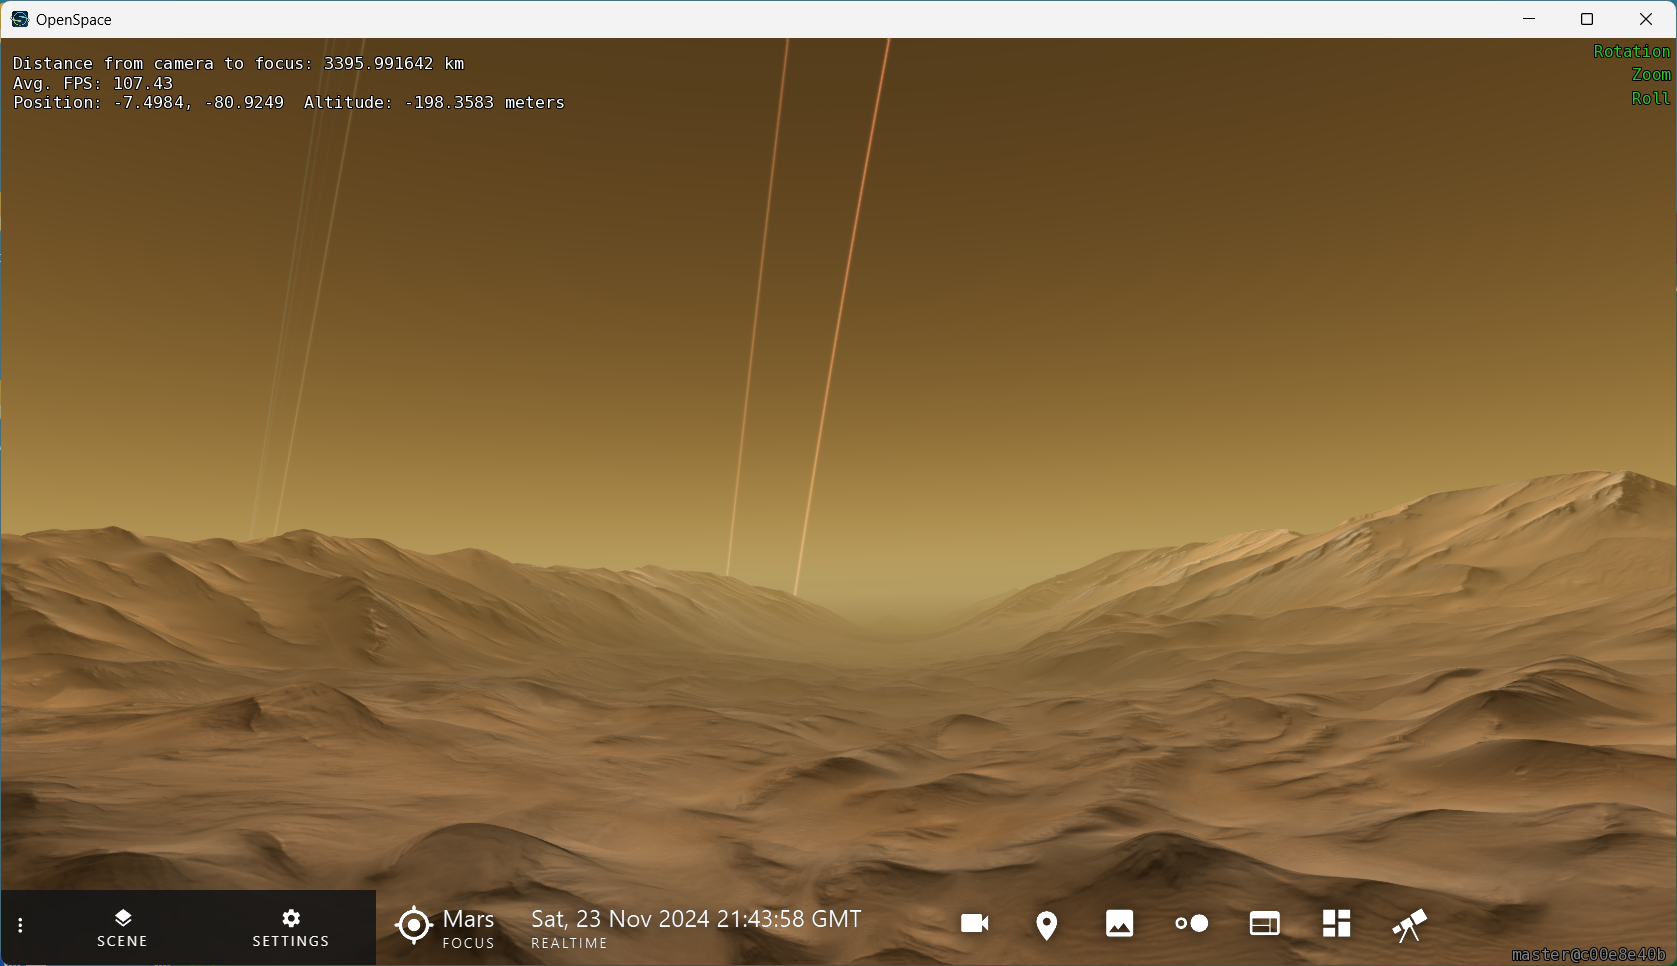 OpenSpace
Distance from camera to focus: 3395.991642 km
Avg. FPS: 107.43
Position: -7.4984, -80.9249  Altitude: -198.3583 meters
Rotation
Zoom
Roll
SCENE
SETTINGS
Mars
FOCUS
Sat, 23 Nov 2024 21:43:58 GMT
REALTIME
master@c00e8e40b